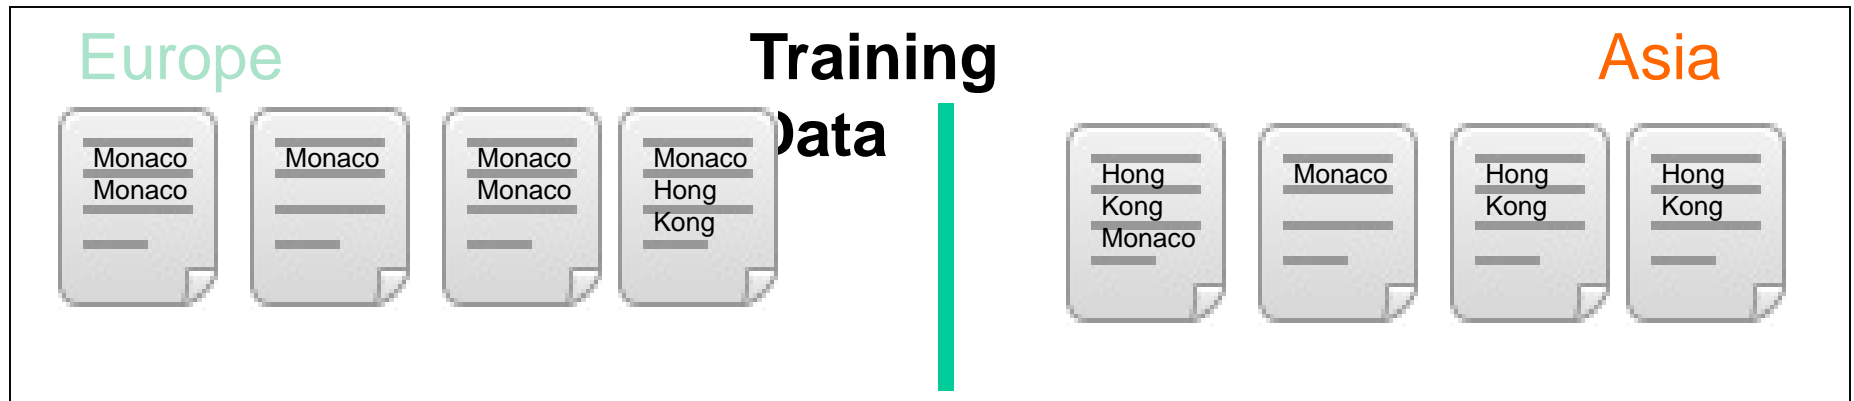 Europe
Training
Data
Asia
Monaco
Monaco
Monaco
Monaco
Monaco
Monaco
Hong
Kong
Hong
Kong
Monaco
Monaco
Hong
Kong
Hong
Kong